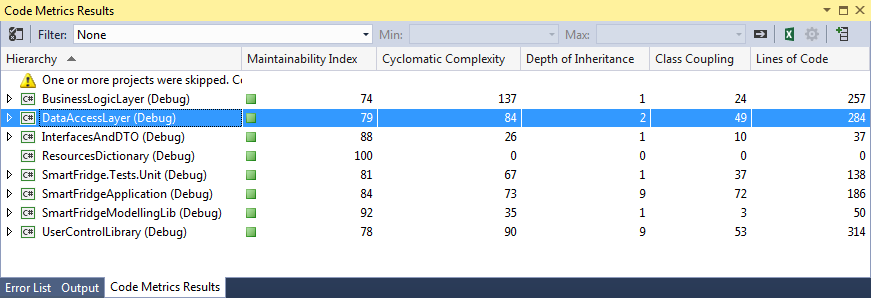 Code Metrics Results
Filter: None Min: Max:
Hierarchy Maintainability Index Cyclomatic Complexity Depth of Inheritance Class Coupling Lines of Code
One or more projects were skipped. Co
C# BusinessLogicLayer (Debug) 74 137 1 24 257
C# DataAccessLayer (Debug) 79 84 2 49 284
C# InterfacesAndDTO (Debug) 88 26 1 10 37
C# ResourcesDictionary (Debug) 100 0 0 0 0
C# SmartFridge.Tests.Unit (Debug) 81 67 1 37 138
C# SmartFridgeApplication (Debug) 84 73 9 72 186
C# SmartFridgeModellingLib (Debug) 92 35 1 3 50
C# UserControlLibrary (Debug) 78 90 9 53 314
Error List Output Code Metrics Results